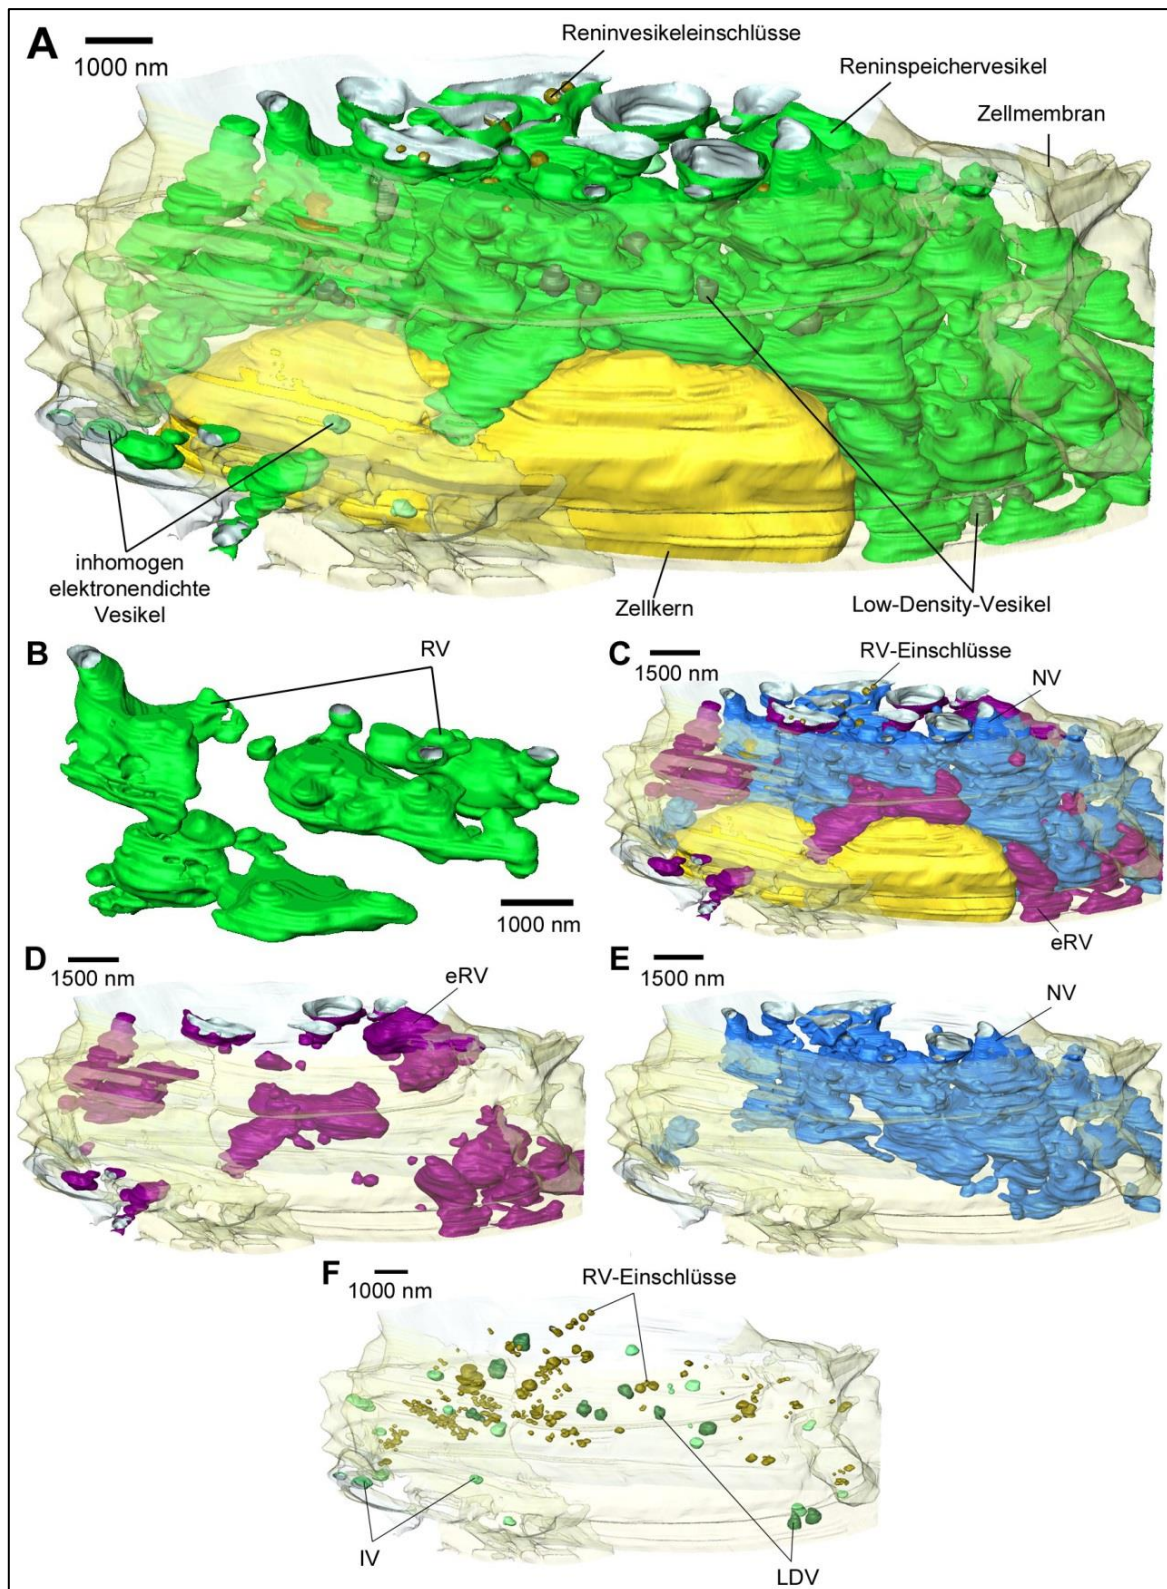 A
1000 nm
Reninvesikeleinschlüsse
Reninspeichervesikel
Zellmembran
inhomogen
elektronendichte
Vesikel
Zellkern
Low-Density-Vesikel
B
RV
1000 nm
C
1500 nm
RV-Einschlüsse
NV
eRV
D
1500 nm
eRV
E
1500 nm
NV
F
1000 nm
RV-Einschlüsse
IV
LDV